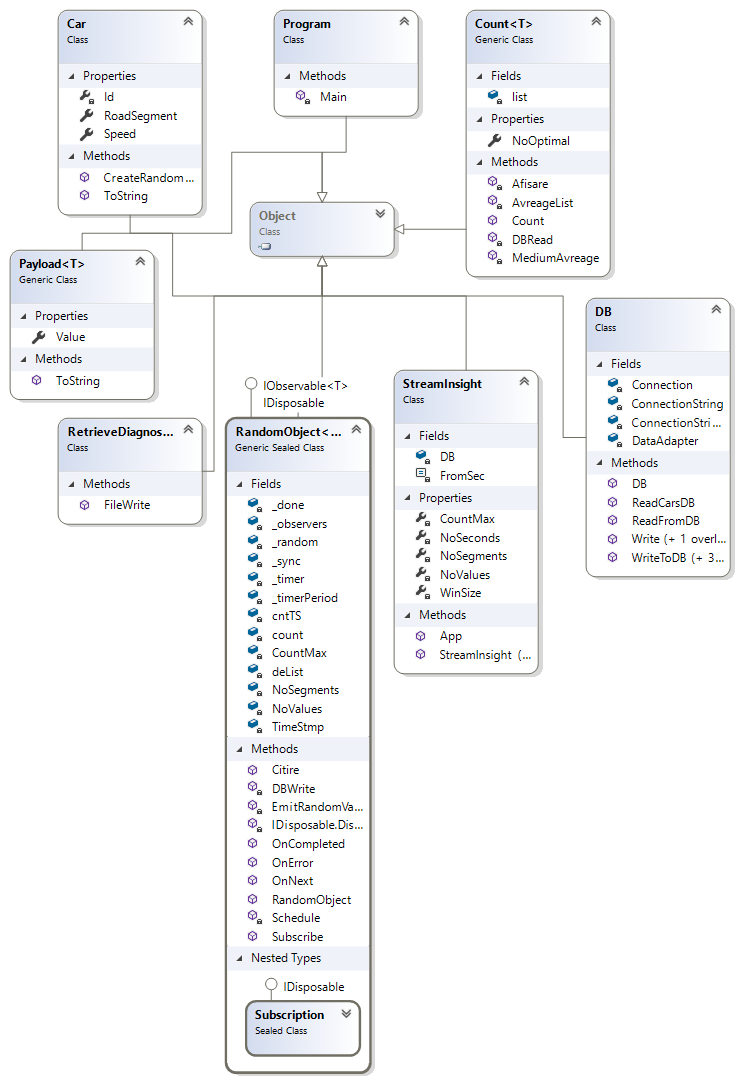 Car
Class
Properties
Id
RoadSegment
Speed
Methods
CreateRandom ...
ToString
Program
Class
Methods
Main
Count<T>
Generic Class
Fields
list
Properties
NoOptimal
Methods
Afisare
AvreageList
Count
DBRead
MediumAvreage
Object
Class
Payload<T>
Generic Class
Properties
Value
Methods
ToString
RetrieveDiagnos...
Class
Methods
FileWrite
IObservable<T>
IDisposable
RandomObject<...
Generic Sealed Class
Fields
_done
_observers
_random
_sync
_timer
_timerPeriod
cntTS
count
CountMax
deList
NoSegments
NoValues
TimeStmp
Methods
Citire
DBWrite
EmitRandomVa...
IDisposable.Dis...
OnCompleted
OnError
OnNext
RandomObject
Schedule
Subscribe
Nested Types
IDisposable
Subscription
Sealed Class
StreamInsight
Class
Fields
DB
FromSec
Properties
CountMax
NoSeconds
NoSegments
NoValues
WinSize
Methods
App
StreamInsight (...
DB
Class
Fields
Connection
ConnectionString
ConnectionStri...
DataAdapter
Methods
DB
ReadCarsDB
ReadFromDB
Write (+ 1 overl...
WriteToDB (+ 3...